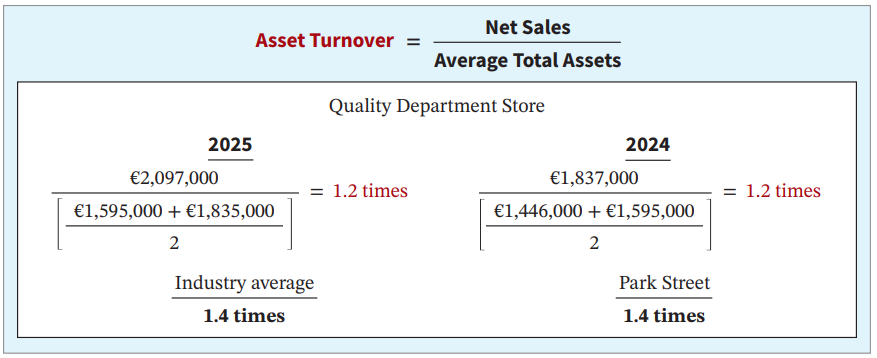 Asset Turnover = Net Sales / Average Total Assets
Quality Department Store
2025
€2,097,000 / [€1,595,000 + €1,835,000 / 2] = 1.2 times
2024
€1,837,000 / [€1,446,000 + €1,595,000 / 2] = 1.2 times
Industry average
1.4 times
Park Street
1.4 times